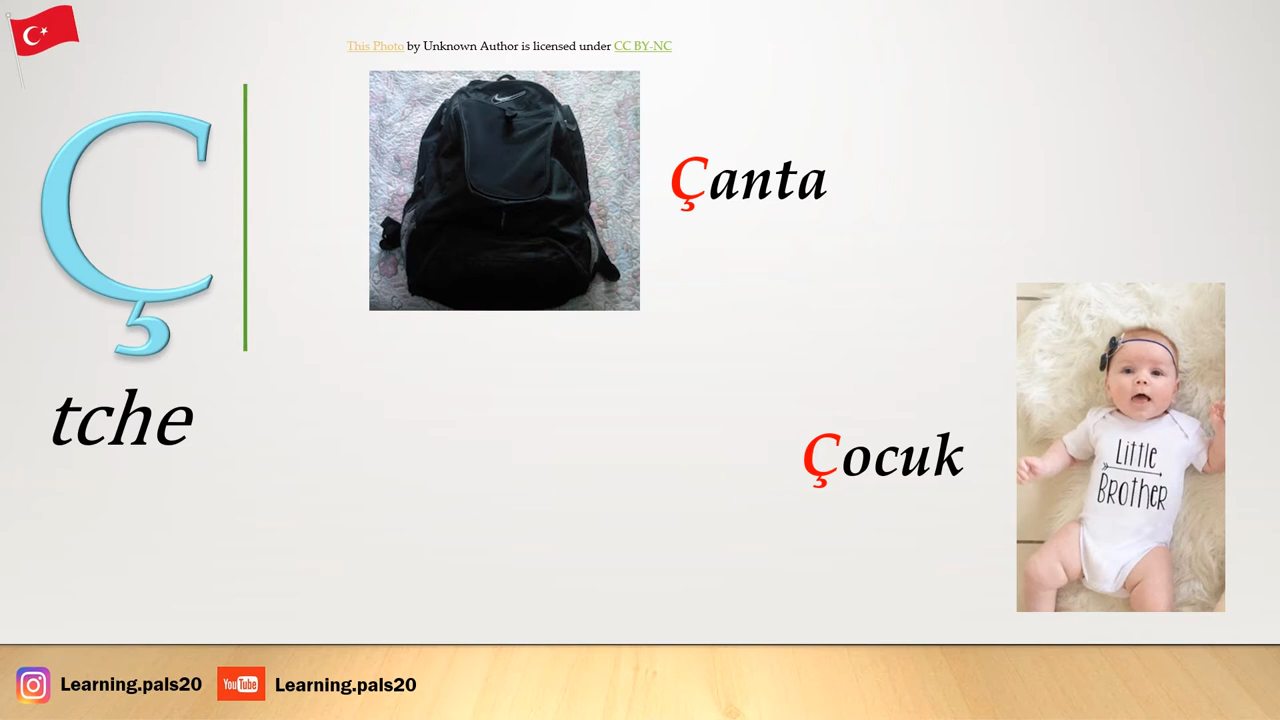 This Photo by Unknown Author is licensed under CC BY-NC
Ç
tche
Çanta
Çocuk
Little
Brother
Learning.pals20
YouTube
Learning.pals20